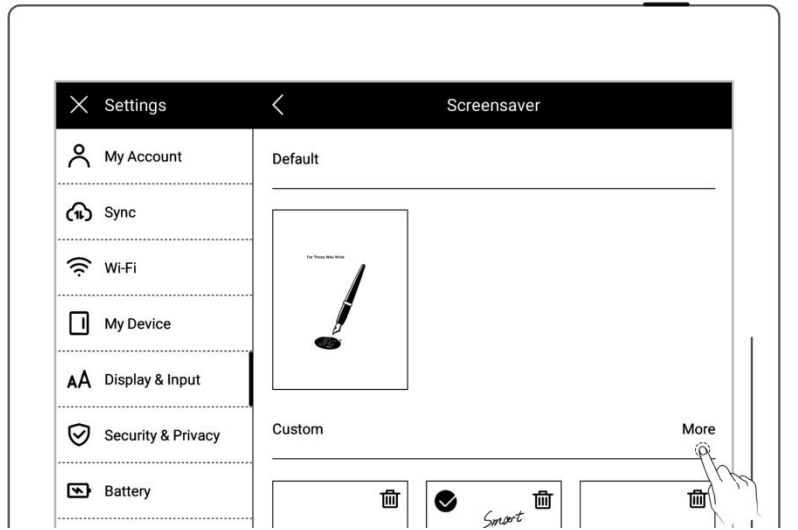 Settings
Screensaver
My Account
Sync
Wi-Fi
My Device
Display & Input
Security & Privacy
Battery
Default
For Those Who Write
Custom
More
Smart